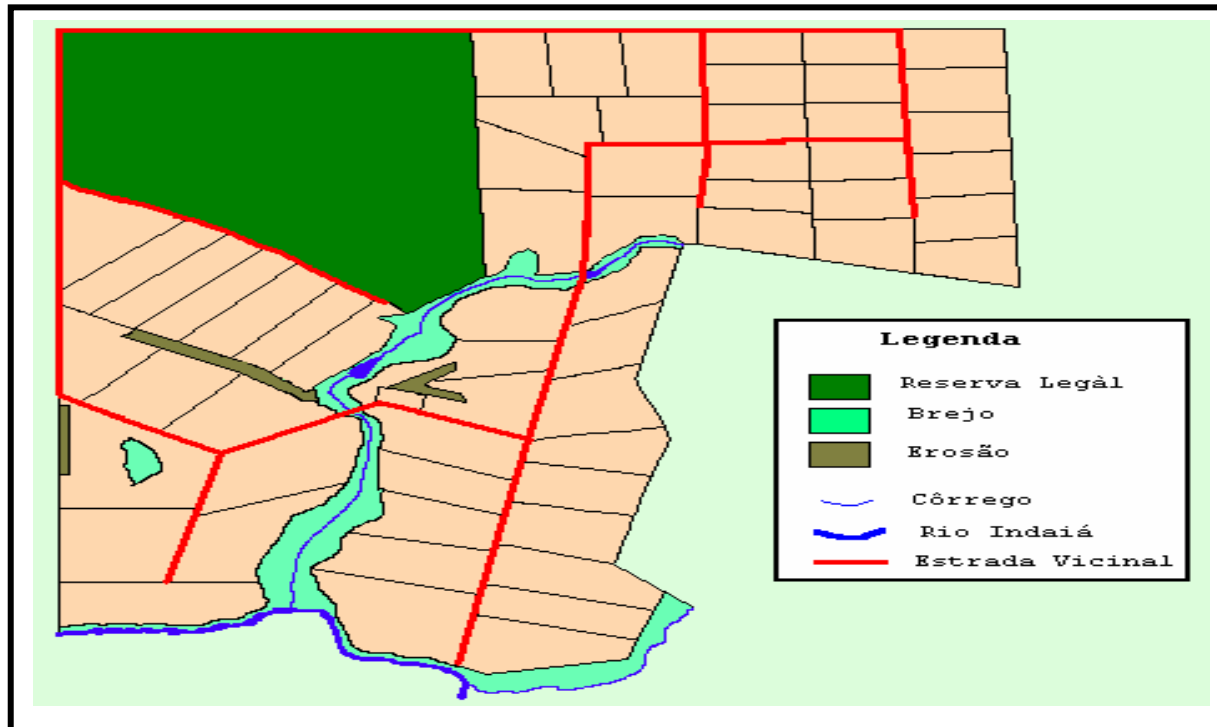 Legenda
Reserva Legàl
Brejo
Erosão
Côrrego
Rio Indaiá
Estrada Vicinal